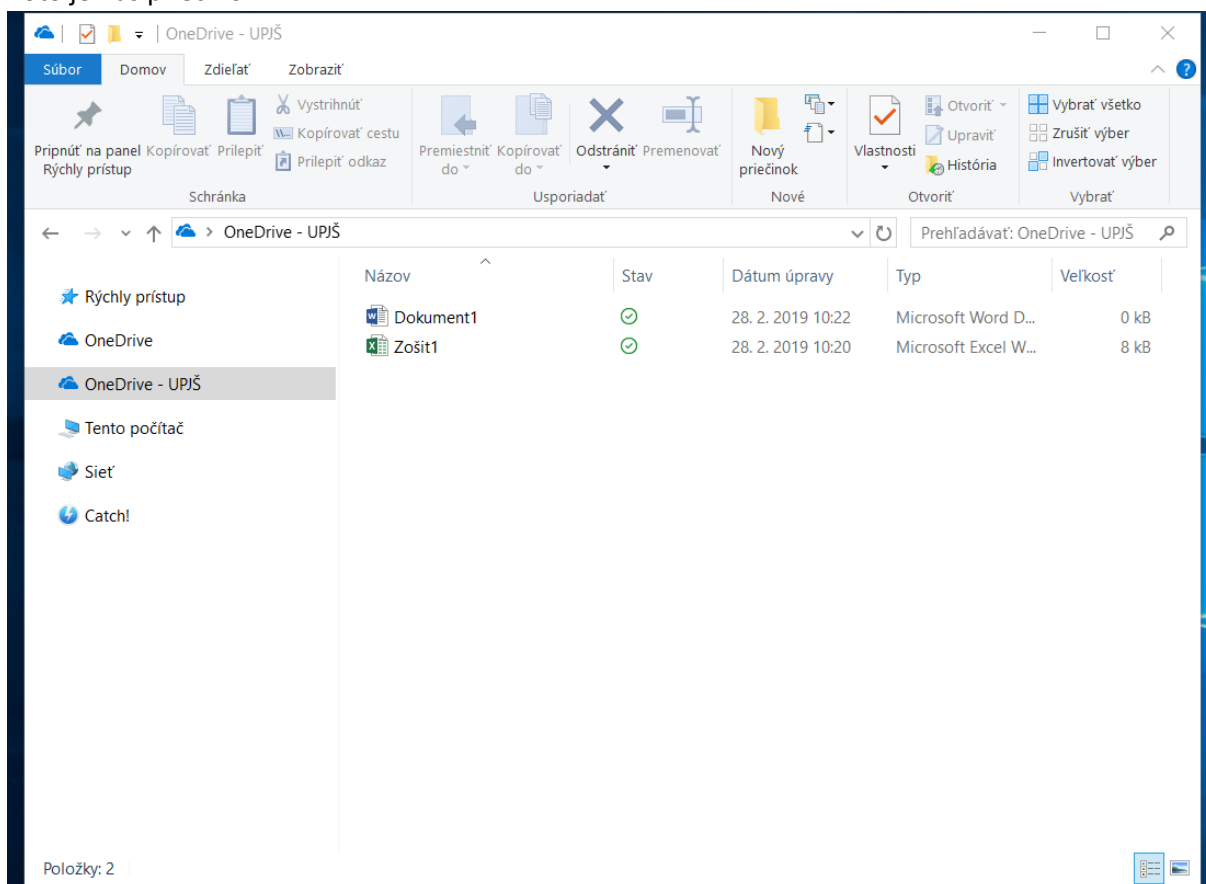 OneDrive - UPJŠ
Súbor Domov Zdieľať Zobraziť
Pripnúť na panel Rýchly prístup
Kopírovať
Prilepiť
Vystrihnúť
Kopírovať cestu
Prilepiť odkaz
Schránka
Premiestniť do
Kopírovať do
Odstrániť
Premenovať
Usporiadať
Nový priečinok
Nové
Vlastnosti
Otvoriť
Upraviť
História
Otvoriť
Vybrať všetko
Zrušiť výber
Invertovať výber
Vybrať
OneDrive - UPJŠ
Prehľadávať: OneDrive - UPJŠ
Rýchly prístup
OneDrive
OneDrive - UPJŠ
Tento počítač
Sieť
Catch!
Názov Stav Dátum úpravy Typ Veľkosť
Dokument1 28. 2. 2019 10:22 Microsoft Word D... 0 kB
Zošit1 28. 2. 2019 10:20 Microsoft Excel W... 8 kB
Položky: 2